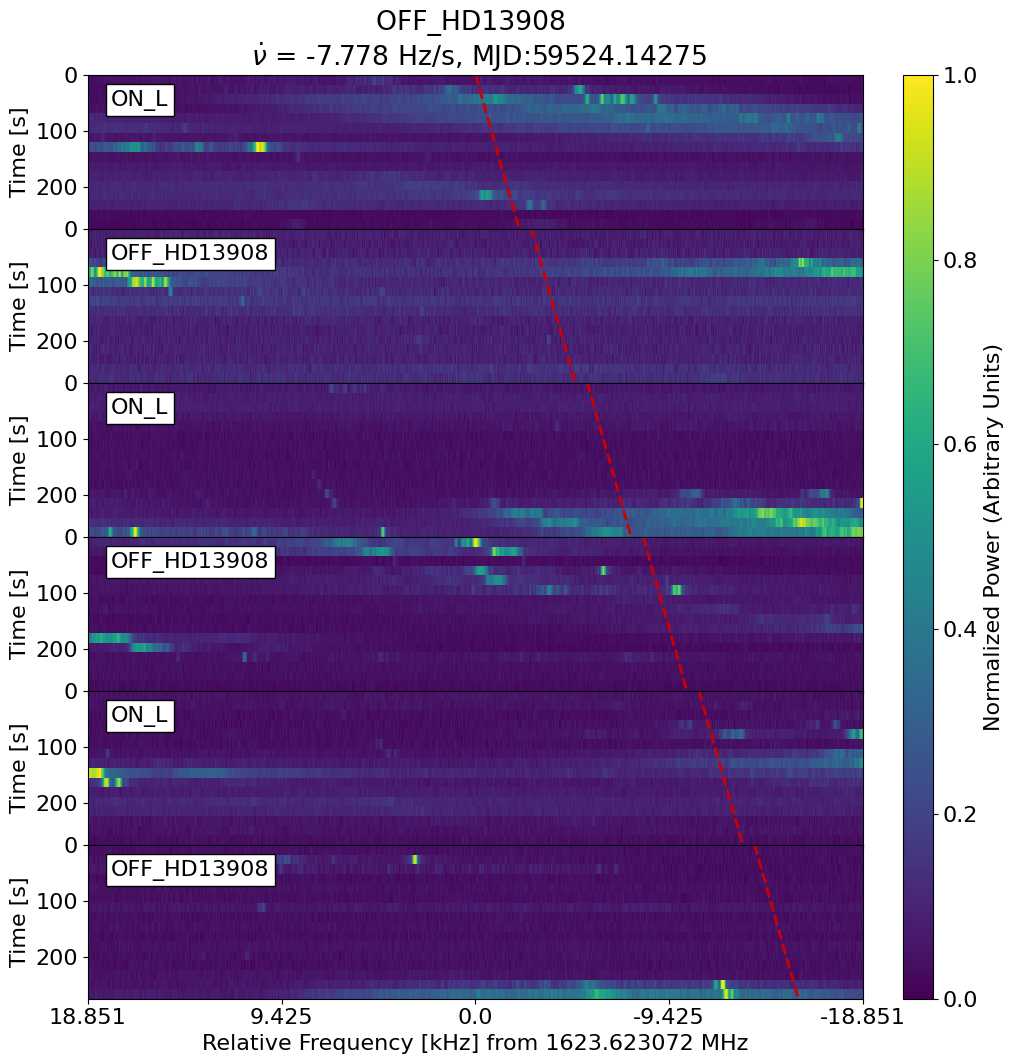 OFF_HD13908
ν̇ = -7.778 Hz/s, MJD:59524.14275
0
ON_L
100
200
Time [s]
0
OFF_HD13908
100
200
Time [s]
0
ON_L
100
200
Time [s]
0
OFF_HD13908
100
200
Time [s]
0
ON_L
100
200
Time [s]
0
OFF_HD13908
100
200
Time [s]
18.851 9.425 0.0 -9.425 -18.851
Relative Frequency [kHz] from 1623.623072 MHz
1.0
0.8
0.6
0.4
0.2
0.0
Normalized Power (Arbitrary Units)